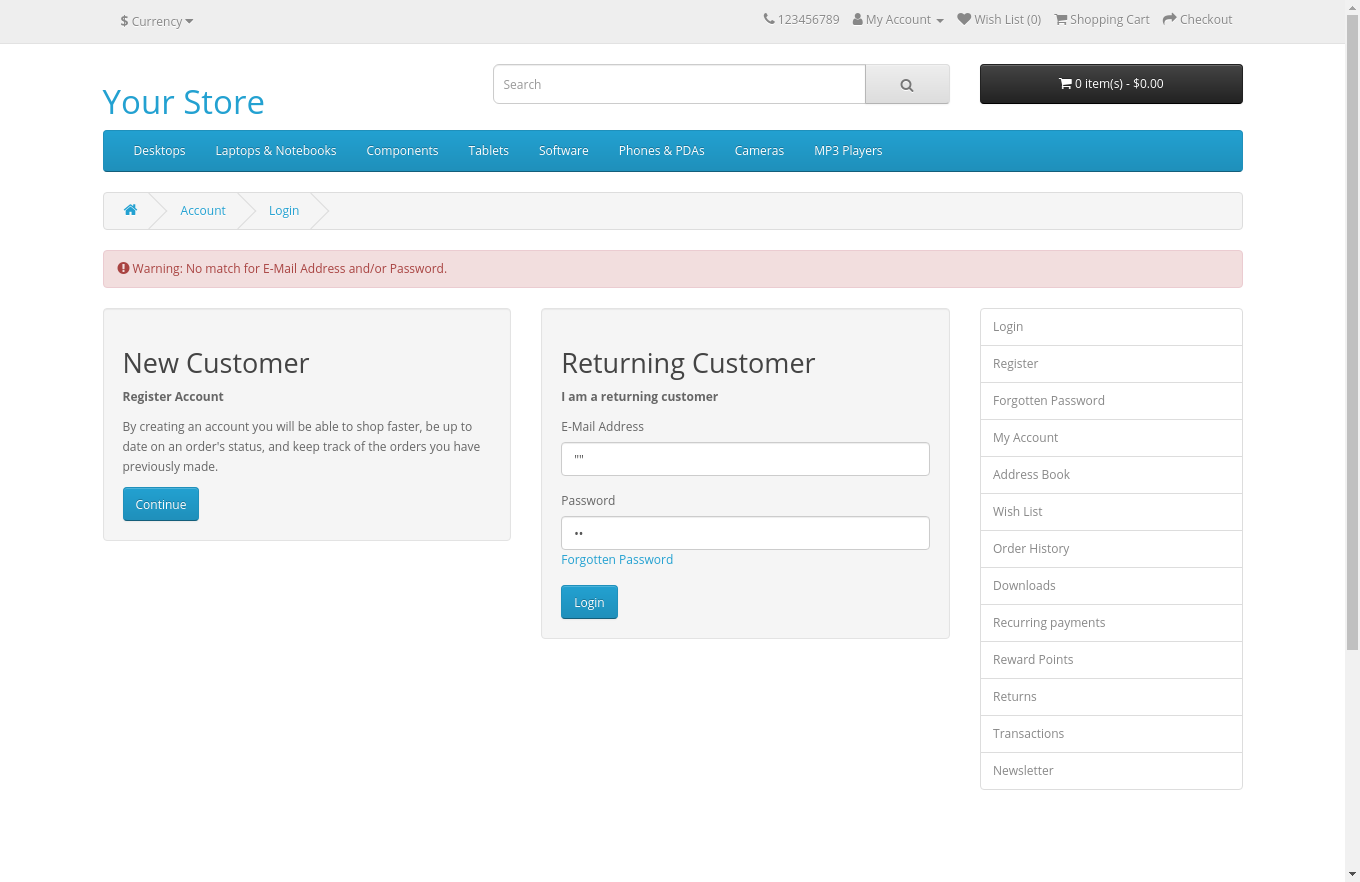 $ Currency
123456789 My Account Wish List (0) Shopping Cart Checkout
Your Store
Search
0 item(s) - $0.00
Desktops Laptops & Notebooks Components Tablets Software Phones & PDAs Cameras MP3 Players
Account Login
Warning: No match for E-Mail Address and/or Password.
New Customer
Register Account
By creating an account you will be able to shop faster, be up to
date on an order's status, and keep track of the orders you have
previously made.
Continue
Returning Customer
I am a returning customer
E-Mail Address
""
Password
••
Forgotten Password
Login
Login
Register
Forgotten Password
My Account
Address Book
Wish List
Order History
Downloads
Recurring payments
Reward Points
Returns
Transactions
Newsletter